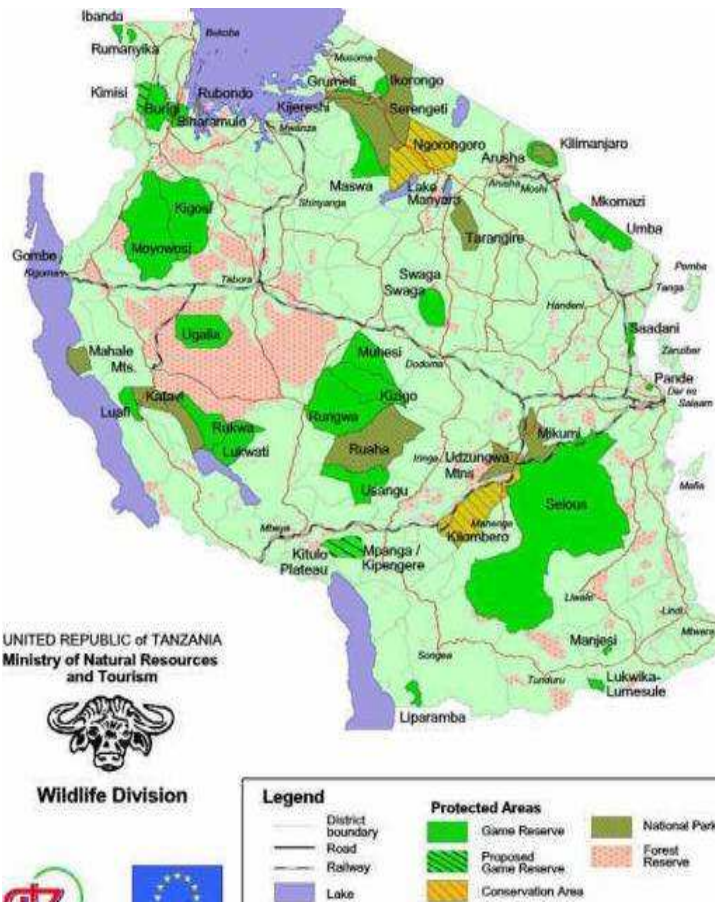 Ibanda
Bukoba
Rumanyika
Musoma
Ikorongo
Grumeti
Kimisi
Rubondo
Kijereshi
Serengeti
Burigi
Biharamulo
Mwanza
Ngorongoro
Kilimanjaro
Arusha
Maswa
Lake
Manyara
Arusha
Moshi
Shinyanga
Mkomazi
Kigosi
Umba
Moyowosi
Tarangire
Gombe
Kigoma
Tabora
Swaga
Swaga
Pemba
Tanga
Handeni
Ugalla
Saadani
Muhesi
Zanzibar
Mahale
Mts.
Dodoma
Pande
Dar es
Salaam
Katavi
Kizigo
Luafi
Rungwa
Mikumi
Rukwa
Lukwati
Ruaha
Iringa
Udzungwa
Mtns
Usangu
Selous
Mafia
Mbeya
Mahenge
Kilombero
Kitulo
Plateau
Mpanga /
Kipengere
Liwale
Lindi
Mtwara
Manjesi
Songea
Tunduru
Lukwika-
Lumesule
Liparamba
UNITED REPUBLIC of TANZANIA
Ministry of Natural Resources
and Tourism
Wildlife Division
Legend
District
boundary
Road
Railway
Lake
Protected Areas
Game Reserve
Proposed
Game Reserve
Conservation Area
National Park
Forest
Reserve